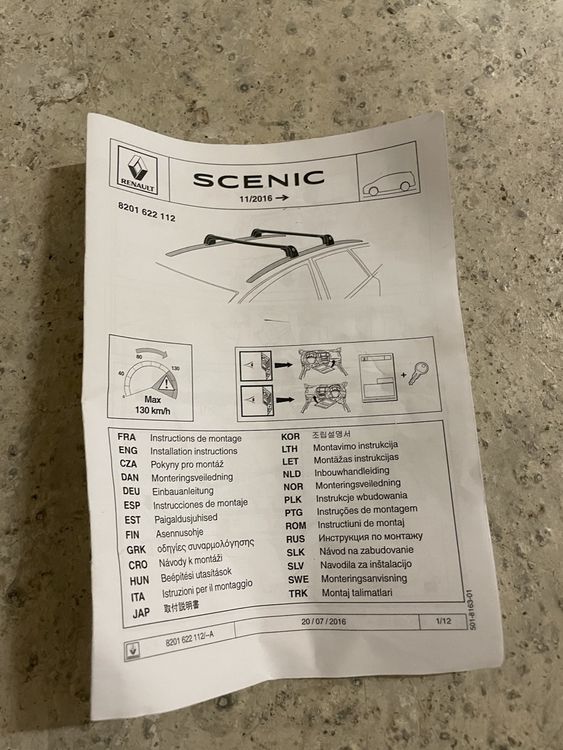 RENAULT
SCENIC
11/2016 →
8201 622 112
40
80
130
Max
130 km/h
+
FRA Instructions de montage
ENG Installation instructions
CZA Pokyny pro montáž
DAN Monteringsveiledning
DEU Einbauanleitung
ESP Instrucciones de montaje
EST Paigaldusjuhised
FIN Asennusohje
GRK οδηγίες συναρμολόγησης
CRO Návody k montáži
HUN Beépítési utasítások
ITA Istruzioni per il montaggio
JAP 取付説明書
KOR 조립설명서
LTH Montavimo instrukcija
LET Montāžas instrukcijas
NLD Inbouwhandleiding
NOR Monteringsveiledning
PLK Instrukcje wbudowania
PTG Instruções de montagem
ROM Instructiuni de montaj
RUS Инструкция по монтажу
SLK Návod na zabudovanie
SLV Navodila za inštalacijo
SWE Monteringsanvisning
TRK Montaj talimatlari
501-8163-01
8201 622 112/-A
20 / 07 / 2016
1/12